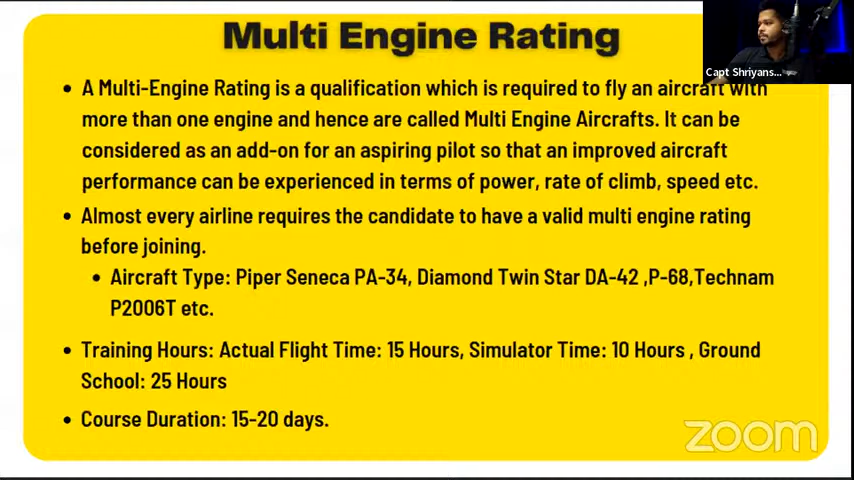 Multi Engine Rating
Capt Shriyans...
• A Multi-Engine Rating is a qualification which is required to fly an aircraft with
more than one engine and hence are called Multi Engine Aircrafts. It can be
considered as an add-on for an aspiring pilot so that an improved aircraft
performance can be experienced in terms of power, rate of climb, speed etc.
• Almost every airline requires the candidate to have a valid multi engine rating
before joining.
• Aircraft Type: Piper Seneca PA-34, Diamond Twin Star DA-42 ,P-68,Technam
P2006T etc.
• Training Hours: Actual Flight Time: 15 Hours, Simulator Time: 10 Hours , Ground
School: 25 Hours
• Course Duration: 15-20 days.
zoom